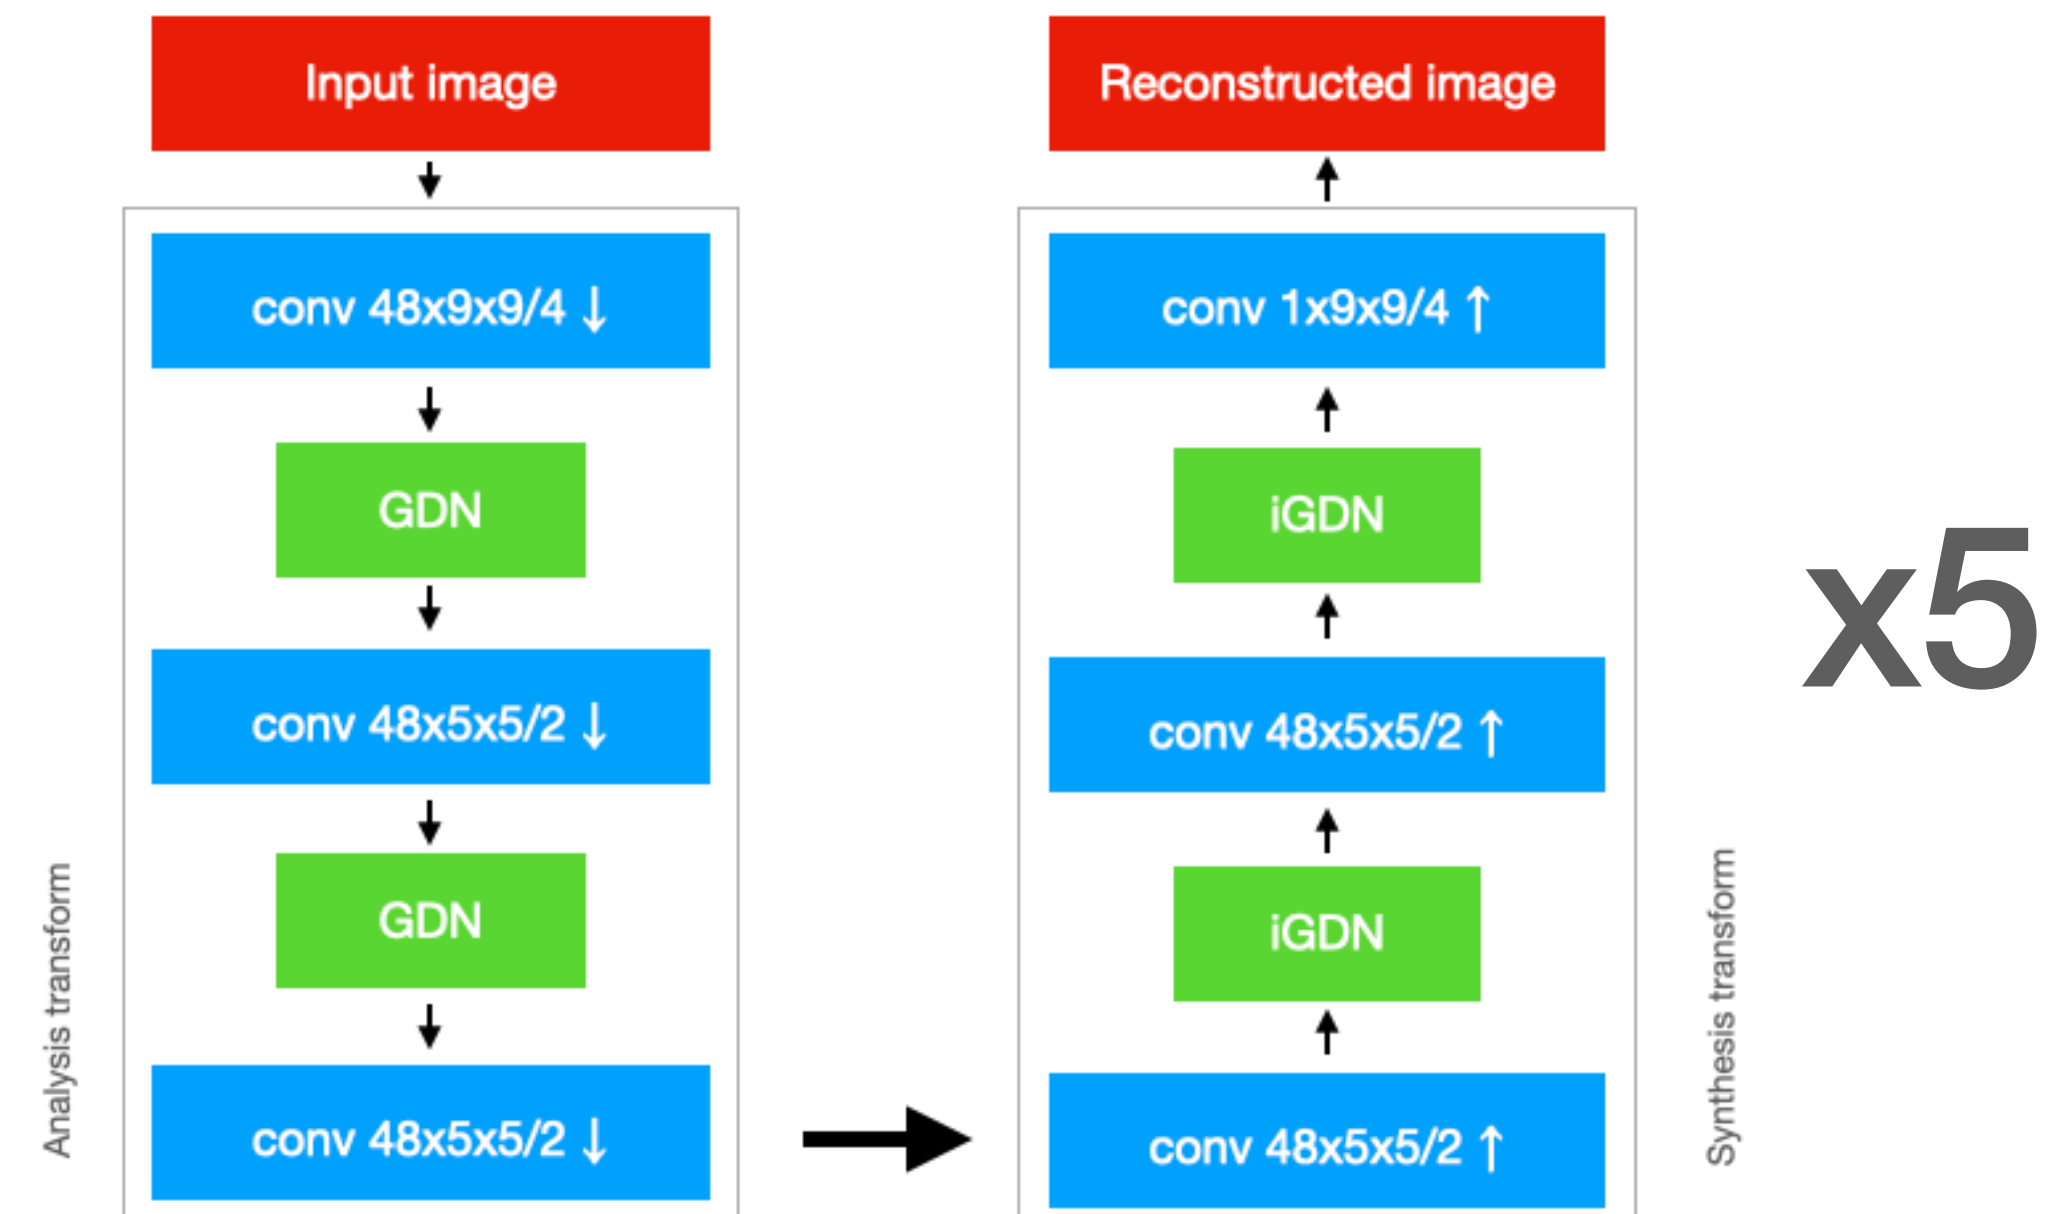 Input image
conv 48x9x9/4 ↓
GDN
conv 48x5x5/2 ↓
GDN
conv 48x5x5/2 ↓
Analysis transform
Reconstructed image
conv 1x9x9/4 ↑
iGDN
conv 48x5x5/2 ↑
iGDN
conv 48x5x5/2 ↑
Synthesis transform
x5